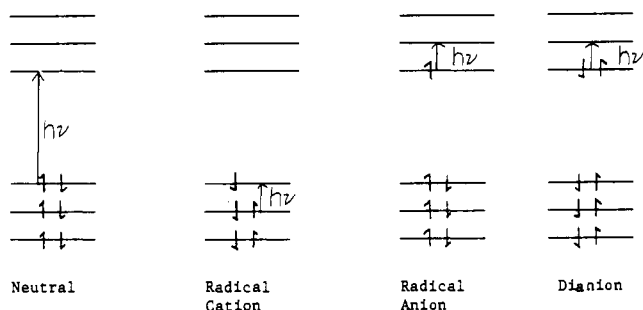 hν
hν
hν
hν
Neutral
Radical
Cation
Radical
Anion
Dianion